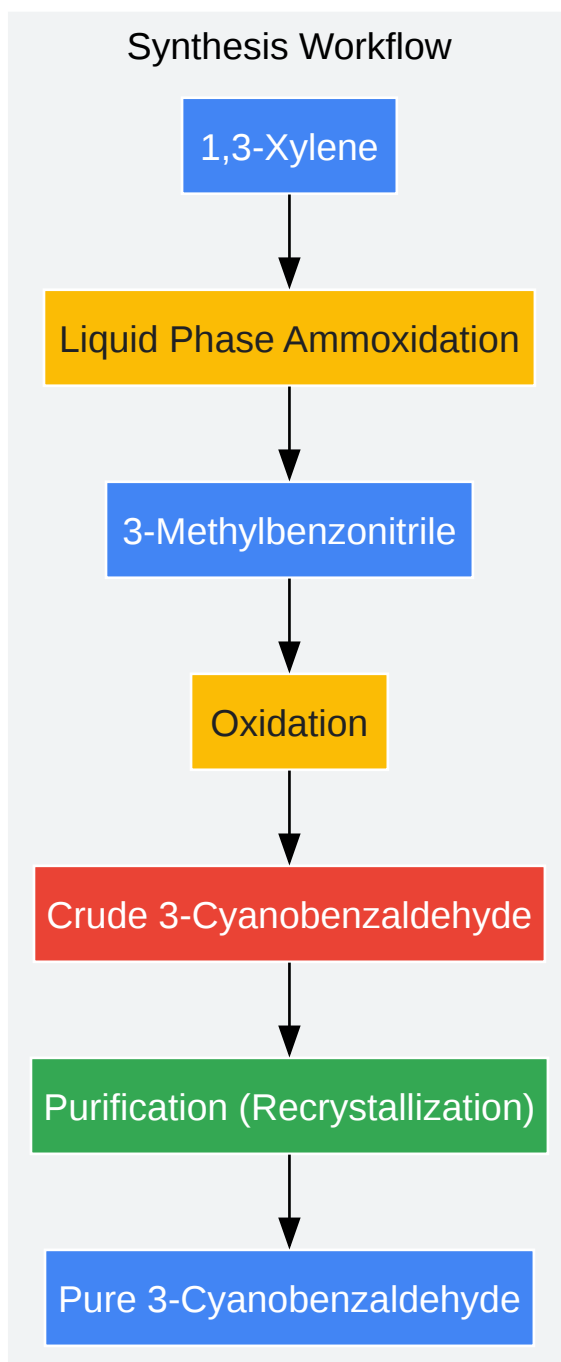 Synthesis Workflow
1,3-Xylene
Liquid Phase Ammoxidation
3-Methylbenzonitrile
Oxidation
Crude 3-Cyanobenzaldehyde
Purification (Recrystallization)
Pure 3-Cyanobenzaldehyde